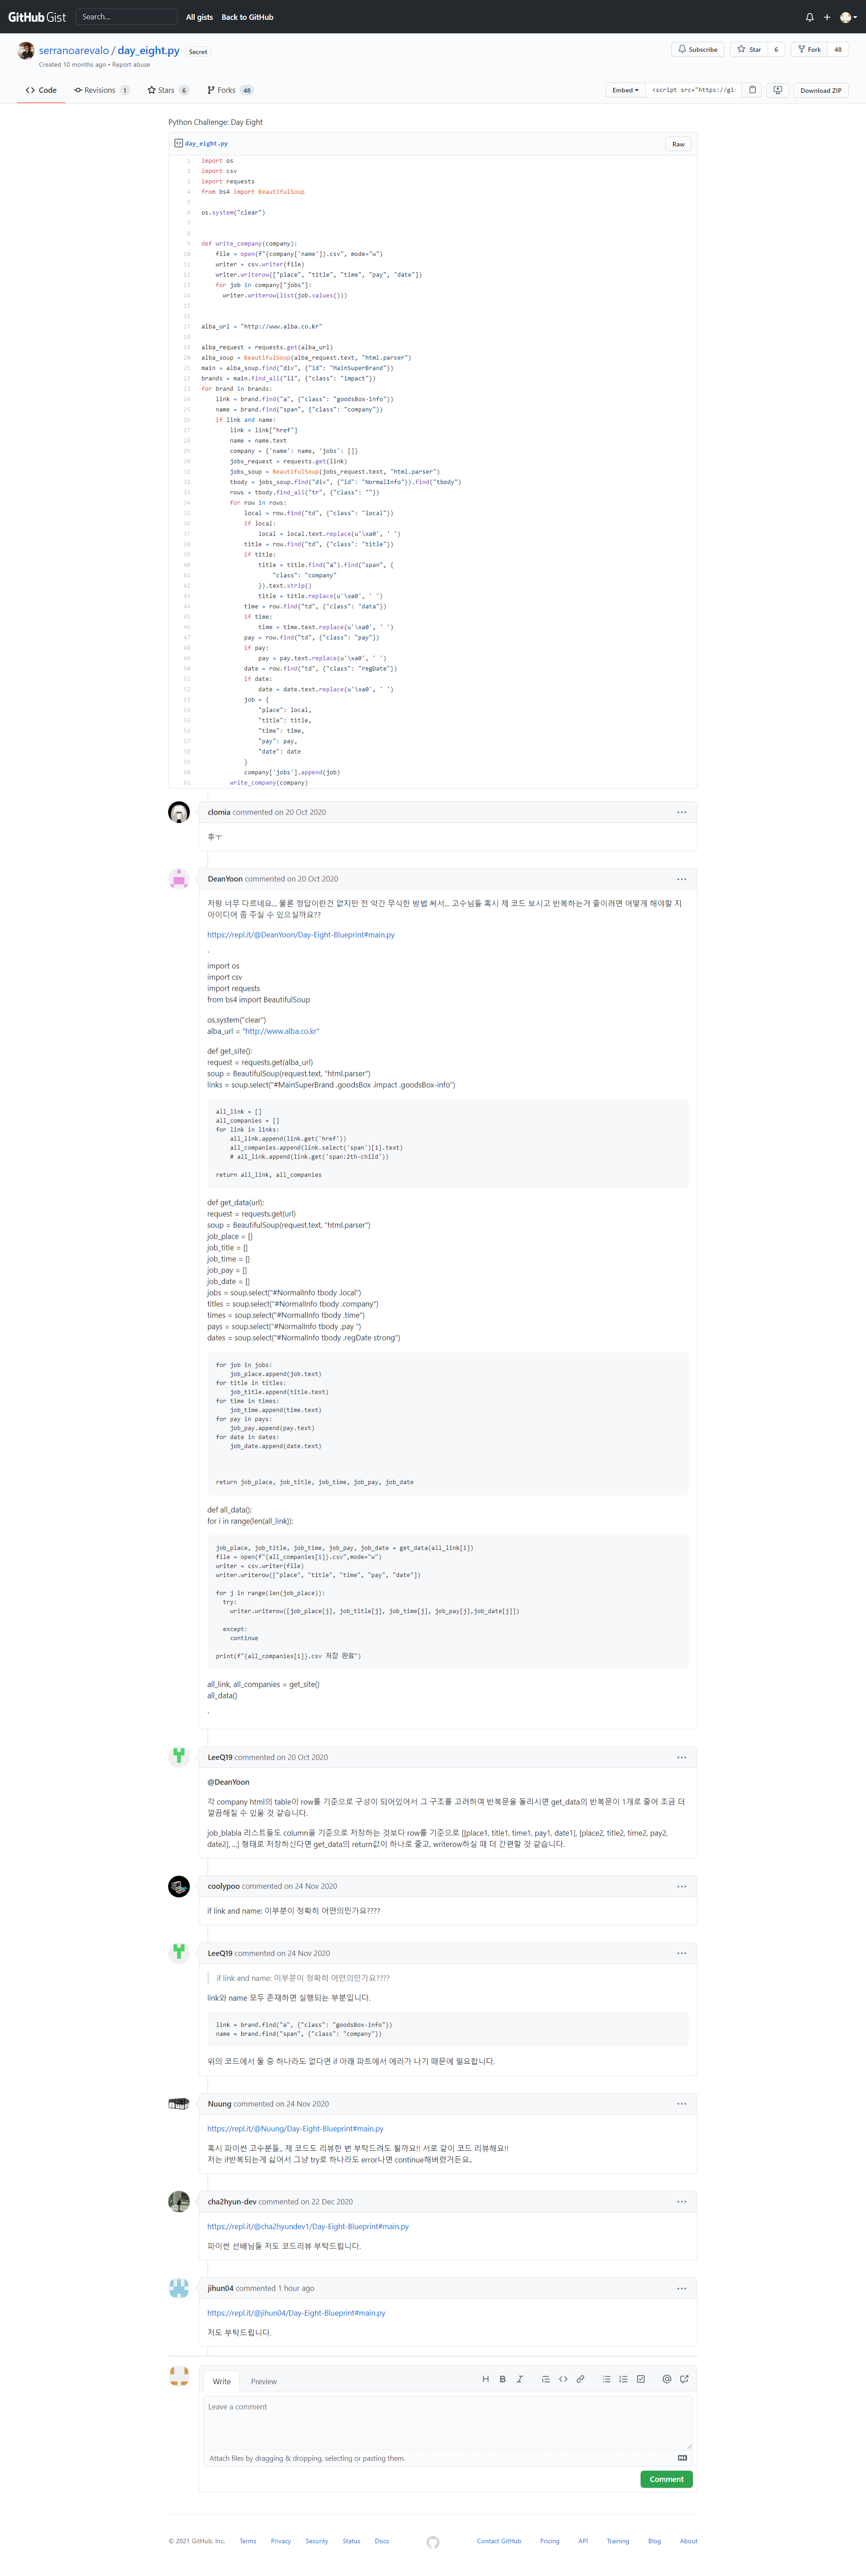 GitHub Gist Search... All gists Back to GitHub
serranoarevalo / day_eight.py Secret
Created 10 months ago • Report abuse
Subscribe Star 6 Fork 48
Code Revisions 1 Stars 6 Forks 48
Embed <script src="https://gi: Download ZIP
Python Challenge: Day Eight
day_eight.py Raw
1 import os
2 import csv
3 import requests
4 from bs4 import BeautifulSoup
5
6 os.system("clear")
7
8
9 def write_company(company):
10 file = open(f"{company['name']}.csv", mode="w")
11 writer = csv.writer(file)
12 writer.writerow(["place", "title", "time", "pay", "date"])
13 for job in company["jobs"]:
14 writer.writerow(list(job.values()))
15
16
17 alba_url = "http://www.alba.co.kr"
18
19 alba_request = requests.get(alba_url)
20 alba_soup = BeautifulSoup(alba_request.text, "html.parser")
21 main = alba_soup.find("div", {"id": "MainSuperBrand"})
22 brands = main.find_all("li", {"class": "impact"})
23 for brand in brands:
24 link = brand.find("a", {"class": "goodsBox-info"})
25 name = brand.find("span", {"class": "company"})
26 if link and name:
27 link = link["href"]
28 name = name.text
29 company = {'name': name, 'jobs': []}
30 jobs_request = requests.get(link)
31 jobs_soup = BeautifulSoup(jobs_request.text, "html.parser")
32 tbody = jobs_soup.find("div", {"id": "NormalInfo"}).find("tbody")
33 rows = tbody.find_all("tr", {"class": ""})
34 for row in rows:
35 local = row.find("td", {"class": "local"})
36 if local:
37 local = local.text.replace(u'\xa0', ' ')
38 title = row.find("td", {"class": "title"})
39 if title:
40 title = title.find("a").find("span", {
41 "class": "company"
42 }).text.strip()
43 title = title.replace(u'\xa0', ' ')
44 time = row.find("td", {"class": "data"})
45 if time:
46 time = time.text.replace(u'\xa0', ' ')
47 pay = row.find("td", {"class": "pay"})
48 if pay:
49 pay = pay.text.replace(u'\xa0', ' ')
50 date = row.find("td", {"class": "regDate"})
51 if date:
52 date = date.text.replace(u'\xa0', ' ')
53 job = {
54 "place": local,
55 "title": title,
56 "time": time,
57 "pay": pay,
58 "date": date
59 }
60 company['jobs'].append(job)
61 write_company(company)
clomia commented on 20 Oct 2020
후ㅜ
DeanYoon commented on 20 Oct 2020
저랑 너무 다르네요... 물론 정답이란건 없지만 전 약간 무식한 방법 써서... 고수님들 혹시 제 코드 보시고 반복하는거 줄이려면 어떻게 해야할 지
아이디어 좀 주실 수 있으실까요??
https://repl.it/@DeanYoon/Day-Eight-Blueprint#main.py
`
import os
import csv
import requests
from bs4 import BeautifulSoup
os.system("clear")
alba_url = "http://www.alba.co.kr"
def get_site():
request = requests.get(alba_url)
soup = BeautifulSoup(request.text, "html.parser")
links = soup.select("#MainSuperBrand .goodsBox .impact .goodsBox-info")
all_link = []
all_companies = []
for link in links:
all_link.append(link.get('href'))
all_companies.append(link.select('span')[1].text)
# all_link.append(link.get('span:2th-child'))
return all_link, all_companies
def get_data(url):
request = requests.get(url)
soup = BeautifulSoup(request.text, "html.parser")
job_place = []
job_title = []
job_time = []
job_pay = []
job_date = []
jobs = soup.select("#NormalInfo tbody .local")
titles = soup.select("#NormalInfo tbody .company")
times = soup.select("#NormalInfo tbody .time")
pays = soup.select("#NormalInfo tbody .pay ")
dates = soup.select("#NormalInfo tbody .regDate strong")
for job in jobs:
job_place.append(job.text)
for title in titles:
job_title.append(title.text)
for time in times:
job_time.append(time.text)
for pay in pays:
job_pay.append(pay.text)
for date in dates:
job_date.append(date.text)
return job_place, job_title, job_time, job_pay, job_date
def all_data():
for i in range(len(all_link)):
job_place, job_title, job_time, job_pay, job_date = get_data(all_link[i])
file = open(f"{all_companies[i]}.csv",mode="w")
writer = csv.writer(file)
writer.writerow(["place", "title", "time", "pay", "date"])
for j in range(len(job_place)):
try:
writer.writerow([job_place[j], job_title[j], job_time[j], job_pay[j],job_date[j]])
except:
continue
print(f"{all_companies[i]}.csv 저장 완료")
all_link, all_companies = get_site()
all_data()
`
LeeQ19 commented on 20 Oct 2020
@DeanYoon
각 company html의 table이 row를 기준으로 구성이 되어있어서 그 구조를 고려하여 반복문을 돌리시면 get_data의 반복문이 1개로 줄어 조금 더
깔끔해질 수 있을 것 같습니다.
job_blabla 리스트들도 column을 기준으로 저장하는 것보다 row를 기준으로 [[place1, title1, time1, pay1, date1], [place2, title2, time2, pay2,
date2], ...] 형태로 저장하신다면 get_data의 return값이 하나로 줄고, writerow하실 때 더 간편할 것 같습니다.
coolypoo commented on 24 Nov 2020
if link and name: 이부분이 정확히 어떤의민가요????
LeeQ19 commented on 24 Nov 2020
if link and name: 이부분이 정확히 어떤의민가요????
link와 name 모두 존재하면 실행되는 부분입니다.
link = brand.find("a", {"class": "goodsBox-info"})
name = brand.find("span", {"class": "company"})
위의 코드에서 둘 중 하나라도 없다면 if 아래 파트에서 에러가 나기 때문에 필요합니다.
Nuung commented on 24 Nov 2020
https://repl.it/@Nuung/Day-Eight-Blueprint#main.py
혹시 파이썬 고수분들,, 제 코드도 리뷰한 번 부탁드려도 될까요!! 서로 같이 코드 리뷰해요!!
저는 if반복되는게 싫어서 그냥 try로 하나라도 error나면 continue해버렸거든요..
cha2hyun-dev commented on 22 Dec 2020
https://repl.it/@cha2hyundev1/Day-Eight-Blueprint#main.py
파이썬 선배님들 저도 코드리뷰 부탁드립니다.
jihun04 commented 1 hour ago
https://repl.it/@jihun04/Day-Eight-Blueprint#main.py
저도 부탁드립니다.
Write Preview
Leave a comment
Attach files by dragging & dropping, selecting or pasting them.
Comment
© 2021 GitHub, Inc. Terms Privacy Security Status Docs Contact GitHub Pricing API Training Blog About